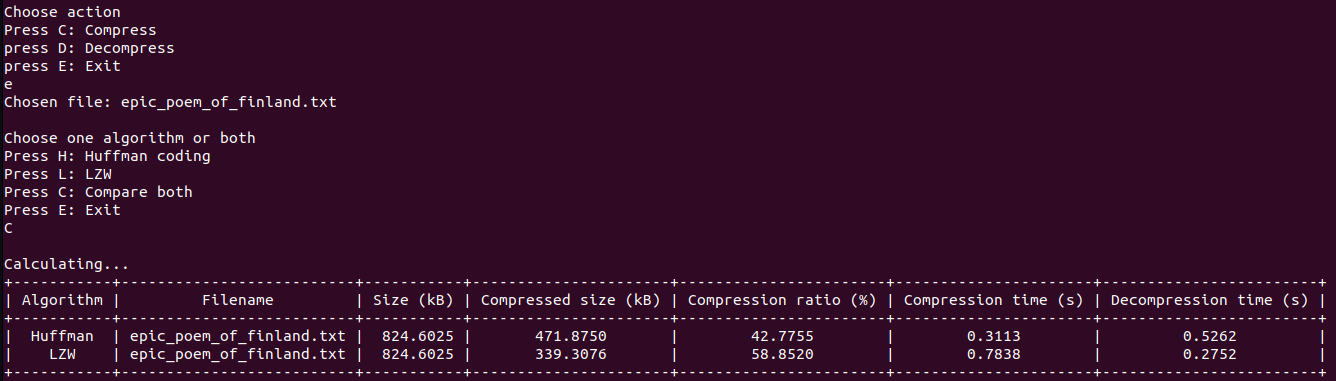 Choose action
Press C: Compress
press D: Decompress
press E: Exit
e
Chosen file: epic_poem_of_finland.txt

Choose one algorithm or both
Press H: Huffman coding
Press L: LZW
Press C: Compare both
Press E: Exit
C

Calculating...
+-----------+--------------------------+-----------+----------------------+-----------------------+----------------------+------------------------+
| Algorithm |         Filename         | Size (kB) | Compressed size (kB) | Compression ratio (%) | Compression time (s) | Decompression time (s) |
+-----------+--------------------------+-----------+----------------------+-----------------------+----------------------+------------------------+
|  Huffman  | epic_poem_of_finland.txt |  824.6025 |       471.8750       |        42.7755        |        0.3113        |         0.5262         |
|    LZW    | epic_poem_of_finland.txt |  824.6025 |       339.3076       |        58.8520        |        0.7838        |         0.2752         |
+-----------+--------------------------+-----------+----------------------+-----------------------+----------------------+------------------------+